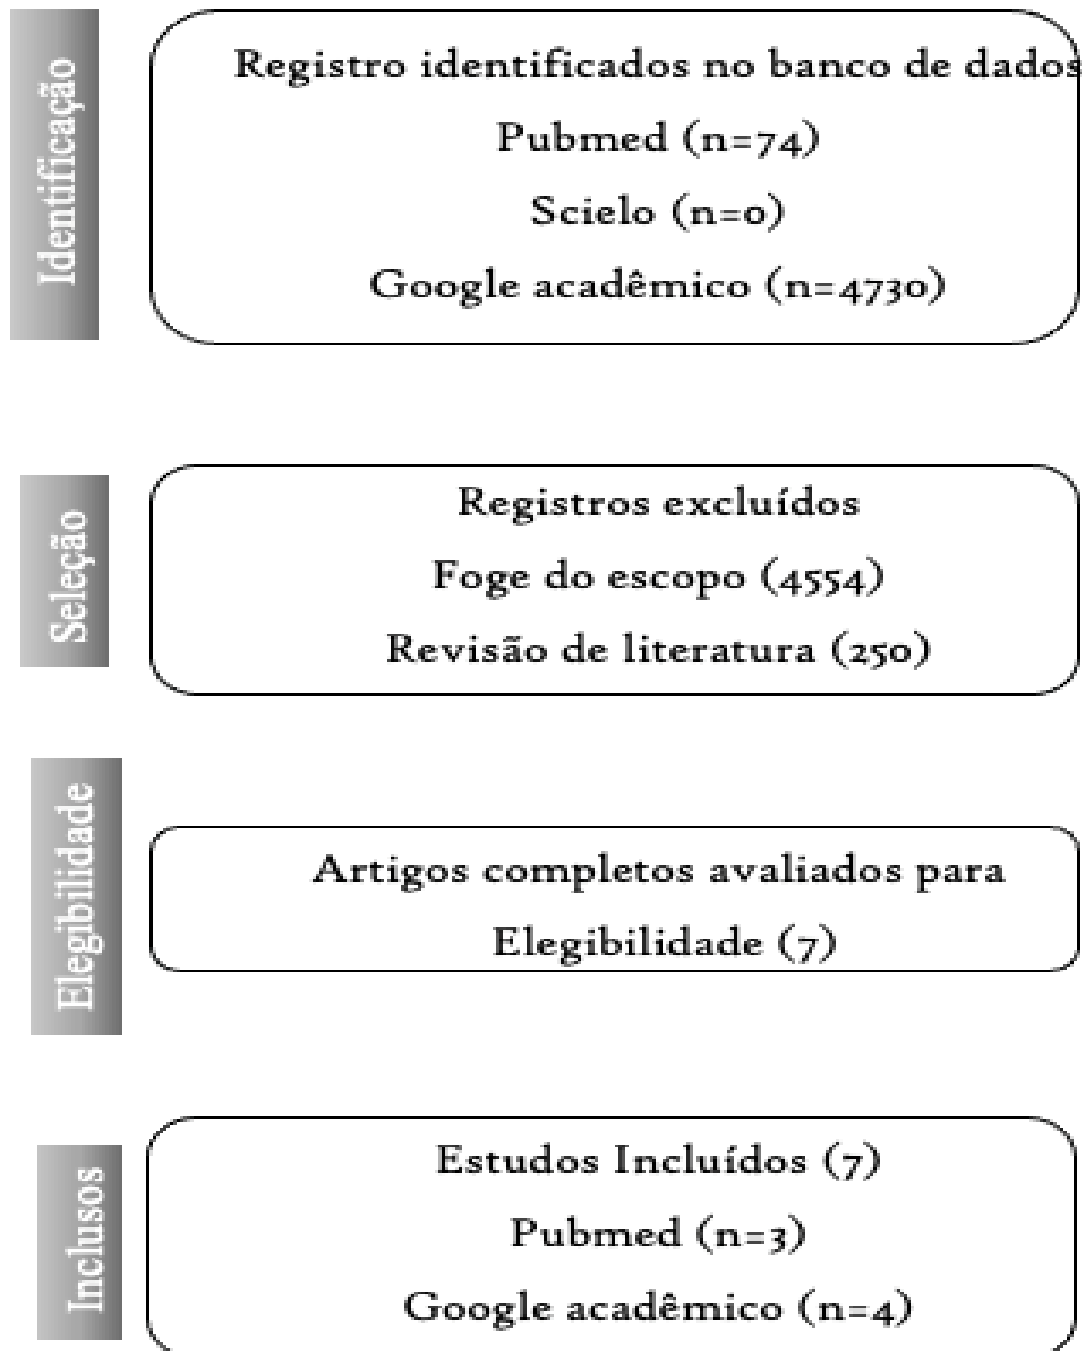 Identificação
Registro identificados no banco de dados
Pubmed (n=74)
Scielo (n=0)
Google acadêmico (n=4730)
Seleção
Registros excluídos
Foge do escopo (4554)
Revisão de literatura (250)
Elegibilidade
Artigos completos avaliados para
Elegibilidade (7)
Inclusos
Estudos Incluídos (7)
Pubmed (n=3)
Google acadêmico (n=4)